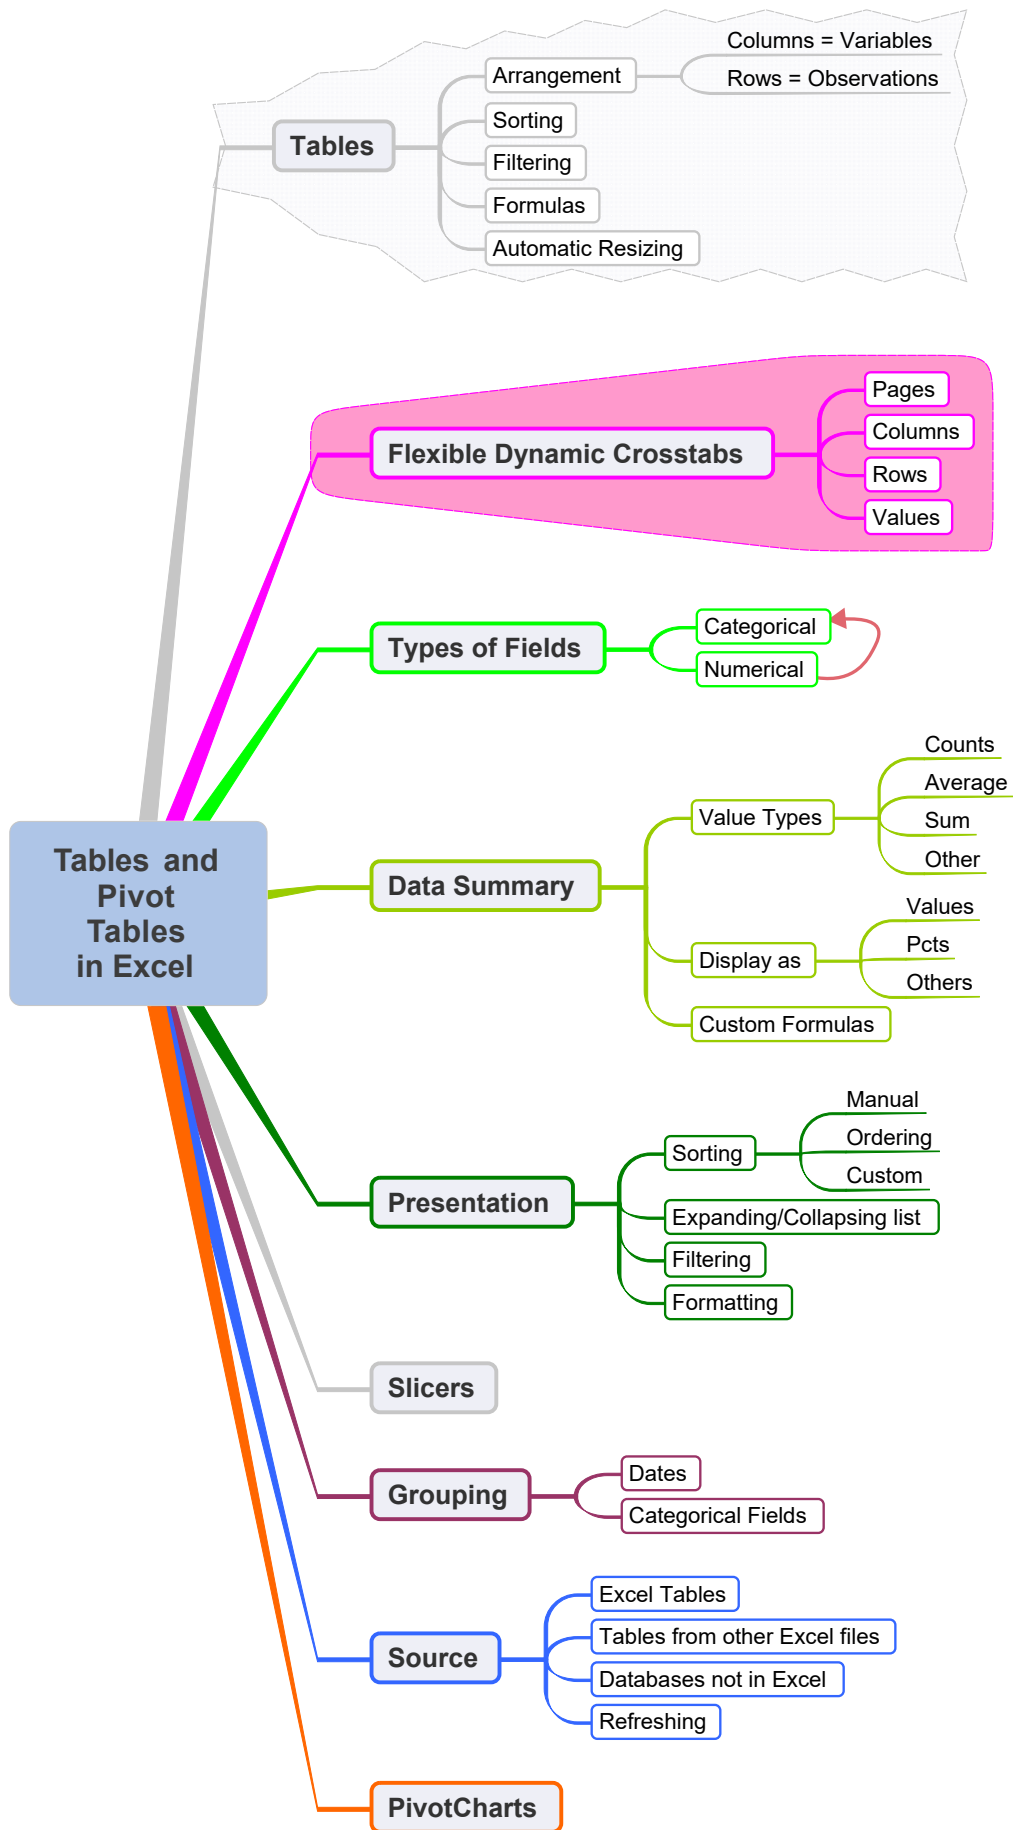 Columns = Variables
Arrangement
Rows = Observations
Sorting
Tables
Filtering
Formulas
Automatic Resizing
Pages
Columns
Flexible Dynamic Crosstabs
Rows
Values
Categorical
Types of Fields
Numerical
Counts
Average
Value Types
Sum
Other
Tables and
Pivot
Tables
in Excel
Data Summary
Values
Display as
Pcts
Others
Custom Formulas
Manual
Sorting
Ordering
Custom
Presentation
Expanding/Collapsing list
Filtering
Formatting
Slicers
Dates
Grouping
Categorical Fields
Excel Tables
Tables from other Excel files
Source
Databases not in Excel
Refreshing
PivotCharts